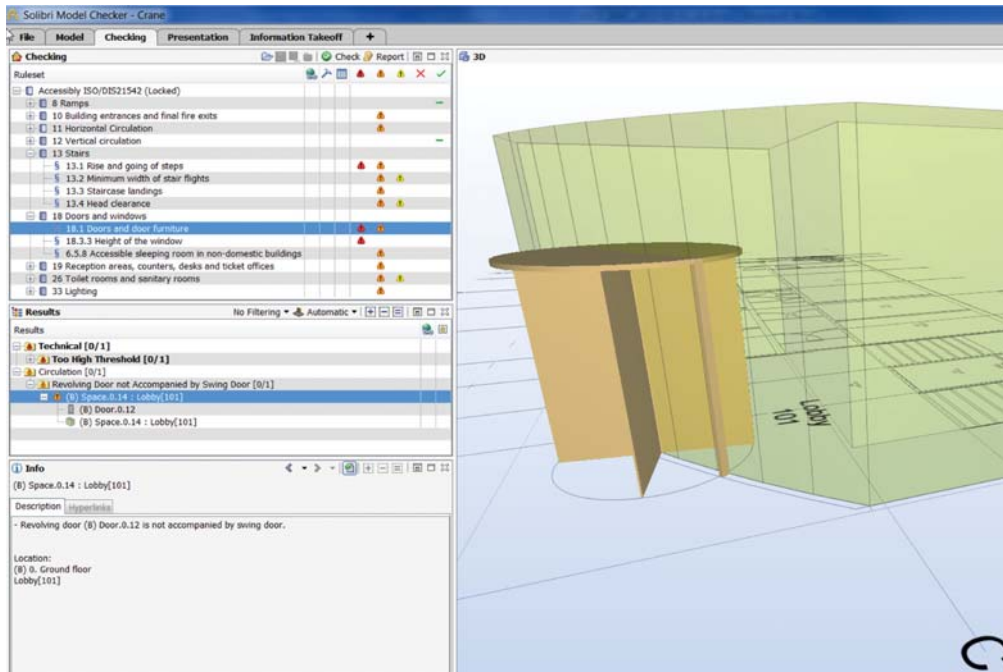 Solibri Model Checker - Crane
File Model Checking Presentation Information Takeoff +
Checking Check Report
Ruleset
Accessibly ISO/DIS21542 (Locked)
8 Ramps
10 Building entrances and final fire exits
11 Horizontal Circulation
12 Vertical circulation
13 Stairs
§ 13.1 Rise and going of steps
§ 13.2 Minimum width of stair flights
§ 13.3 Staircase landings
§ 13.4 Head clearance
18 Doors and windows
18.1 Doors and door furniture
§ 18.3.3 Height of the window
§ 6.5.8 Accessible sleeping room in non-domestic buildings
19 Reception areas, counters, desks and ticket offices
26 Toilet rooms and sanitary rooms
33 Lighting
Results No Filtering Automatic
Results
Technical [0/1]
Too High Threshold [0/1]
Circulation [0/1]
Revolving Door not Accompanied by Swing Door [0/1]
(B) Space.0.14 : Lobby[101]
(B) Door.0.12
(B) Space.0.14 : Lobby[101]
Info
(B) Space.0.14 : Lobby[101]
Description Hyperlinks
- Revolving door (B) Door.0.12 is not accompanied by swing door.
Location:
(B) 0. Ground floor
Lobby[101]
3D
Lobby
101